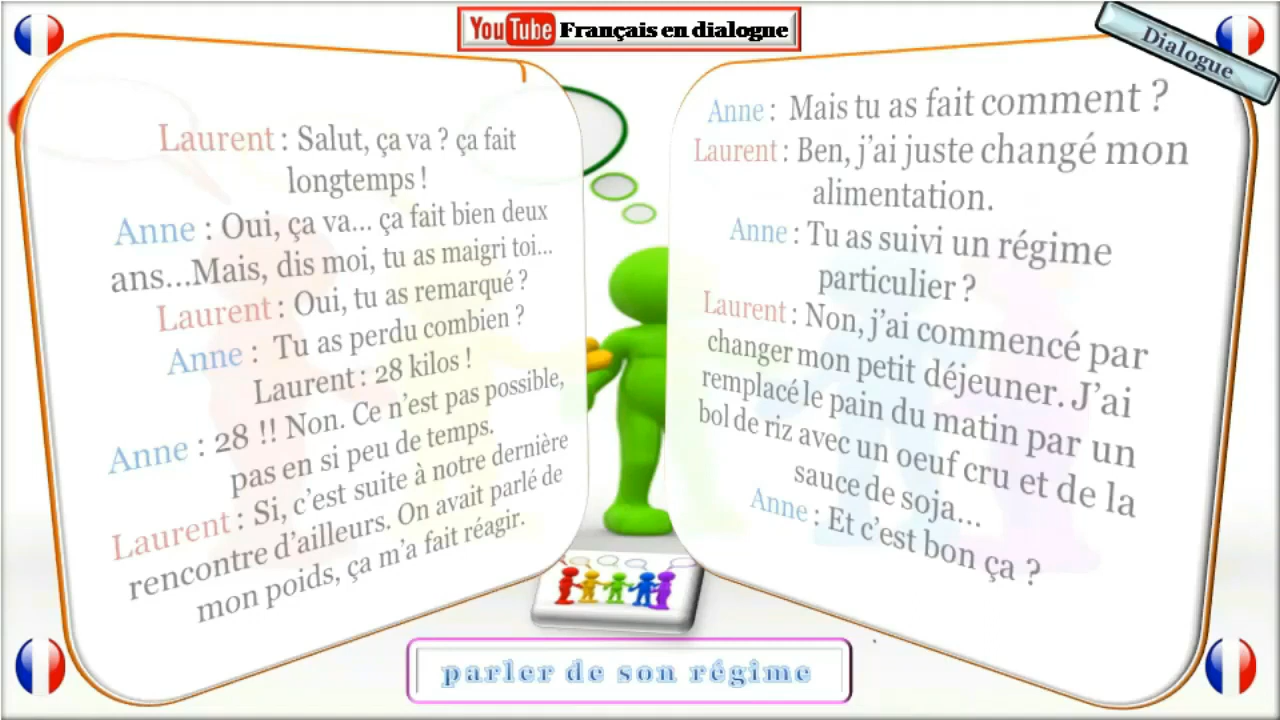 YouTube Français en dialogue
Dialogue
Laurent : Salut, ça va ? ça fait
longtemps !
Anne : Oui, ça va... ça fait bien deux
ans...Mais, dis moi, tu as maigri toi...
Laurent : Oui, tu as remarqué ?
Anne : Tu as perdu combien ?
Laurent : 28 kilos !
Anne : 28 !! Non. Ce n'est pas possible,
pas en si peu de temps.
Laurent : Si, c'est suite à notre dernière
rencontre d'ailleurs. On avait parlé de
mon poids, ça m'a fait réagir.
Anne : Mais tu as fait comment ?
Laurent : Ben, j'ai juste changé mon
alimentation.
Anne : Tu as suivi un régime
particulier ?
Laurent : Non, j'ai commencé par
changer mon petit déjeuner. J'ai
remplacé le pain du matin par un
bol de riz avec un oeuf cru et de la
sauce de soja...
Anne : Et c'est bon ça ?
parler de son régime